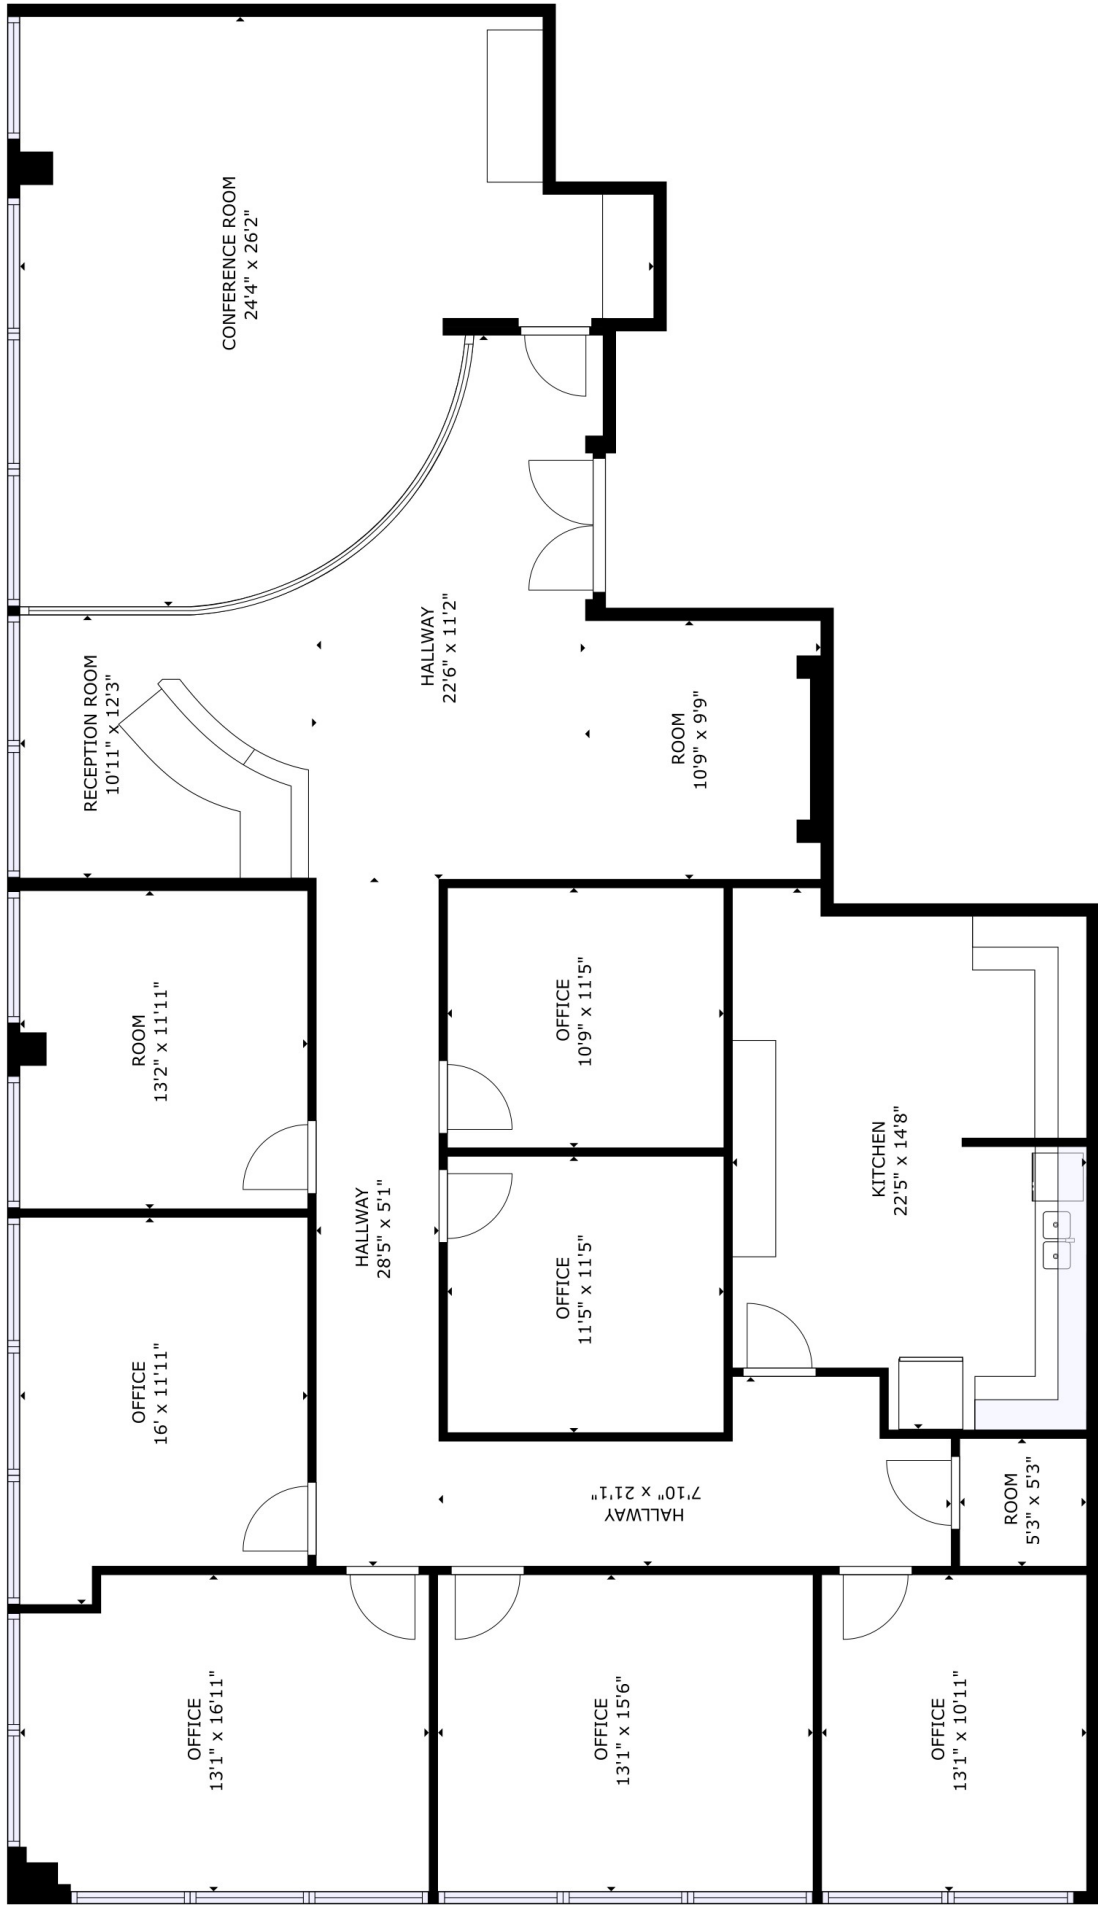 CONFERENCE ROOM
24'4" x 26'2"
RECEPTION ROOM
10'11" x 12'3"
HALLWAY
22'6" x 11'2"
ROOM
10'9" x 9'9"
ROOM
13'2" x 11'11"
OFFICE
10'9" x 11'5"
KITCHEN
22'5" x 14'8"
HALLWAY
28'5" x 5'1"
OFFICE
11'5" x 11'5"
OFFICE
16' x 11'11"
HALLWAY
7'10" x 21'1"
ROOM
5'3" x 5'3"
OFFICE
13'1" x 16'11"
OFFICE
13'1" x 15'6"
OFFICE
13'1" x 10'11"